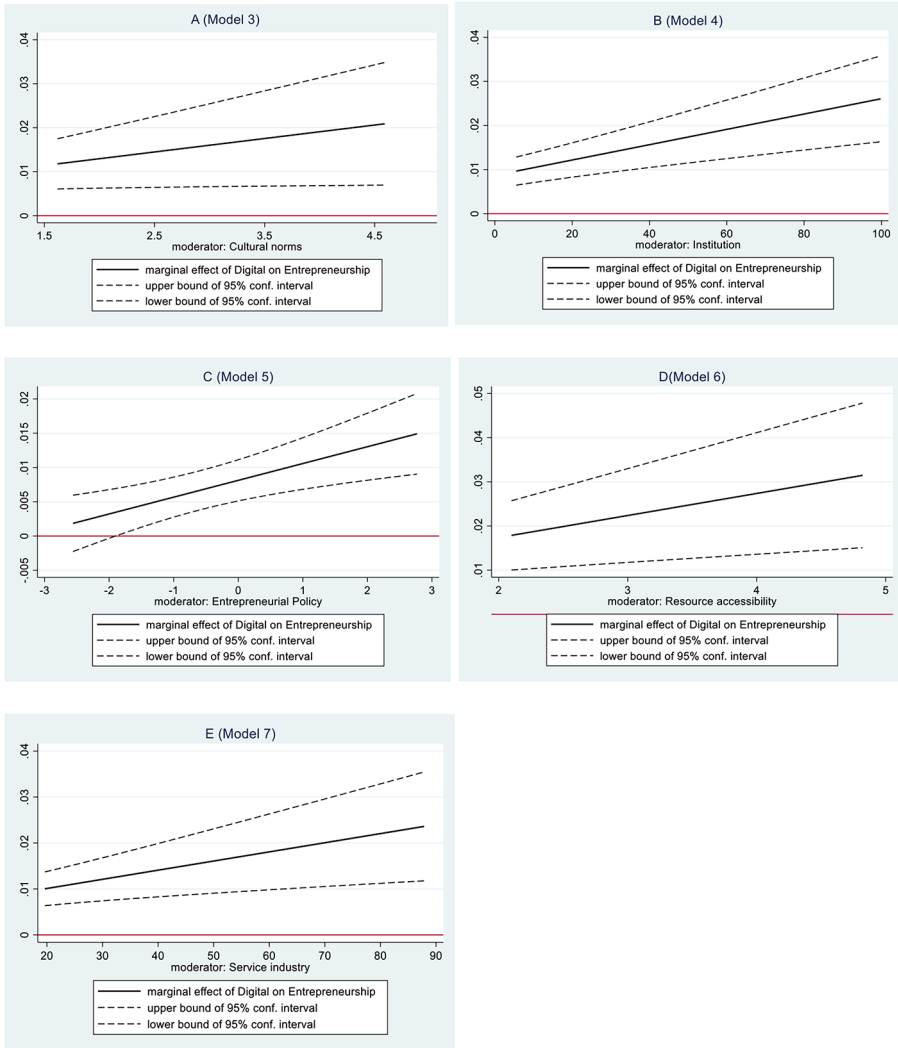 A (Model 3)
.04
.03
.02
.01
0
1.5 2.5 3.5 4.5
moderator: Cultural norms
marginal effect of Digital on Entrepreneurship
upper bound of 95% conf. interval
lower bound of 95% conf. interval
B (Model 4)
.04
.03
.02
.01
0
0 20 40 60 80 100
moderator: Institution
marginal effect of Digital on Entrepreneurship
upper bound of 95% conf. interval
lower bound of 95% conf. interval
C (Model 5)
.02
.015
.01
.005
0
-.005
-3 -2 -1 0 1 2 3
moderator: Entrepreneurial Policy
marginal effect of Digital on Entrepreneurship
upper bound of 95% conf. interval
lower bound of 95% conf. interval
D(Model 6)
.05
.04
.03
.02
.01
2 3 4 5
moderator: Resource accessibility
marginal effect of Digital on Entrepreneurship
upper bound of 95% conf. interval
lower bound of 95% conf. interval
E (Model 7)
.04
.03
.02
.01
0
20 30 40 50 60 70 80 90
moderator: Service industry
marginal effect of Digital on Entrepreneurship
upper bound of 95% conf. interval
lower bound of 95% conf. interval